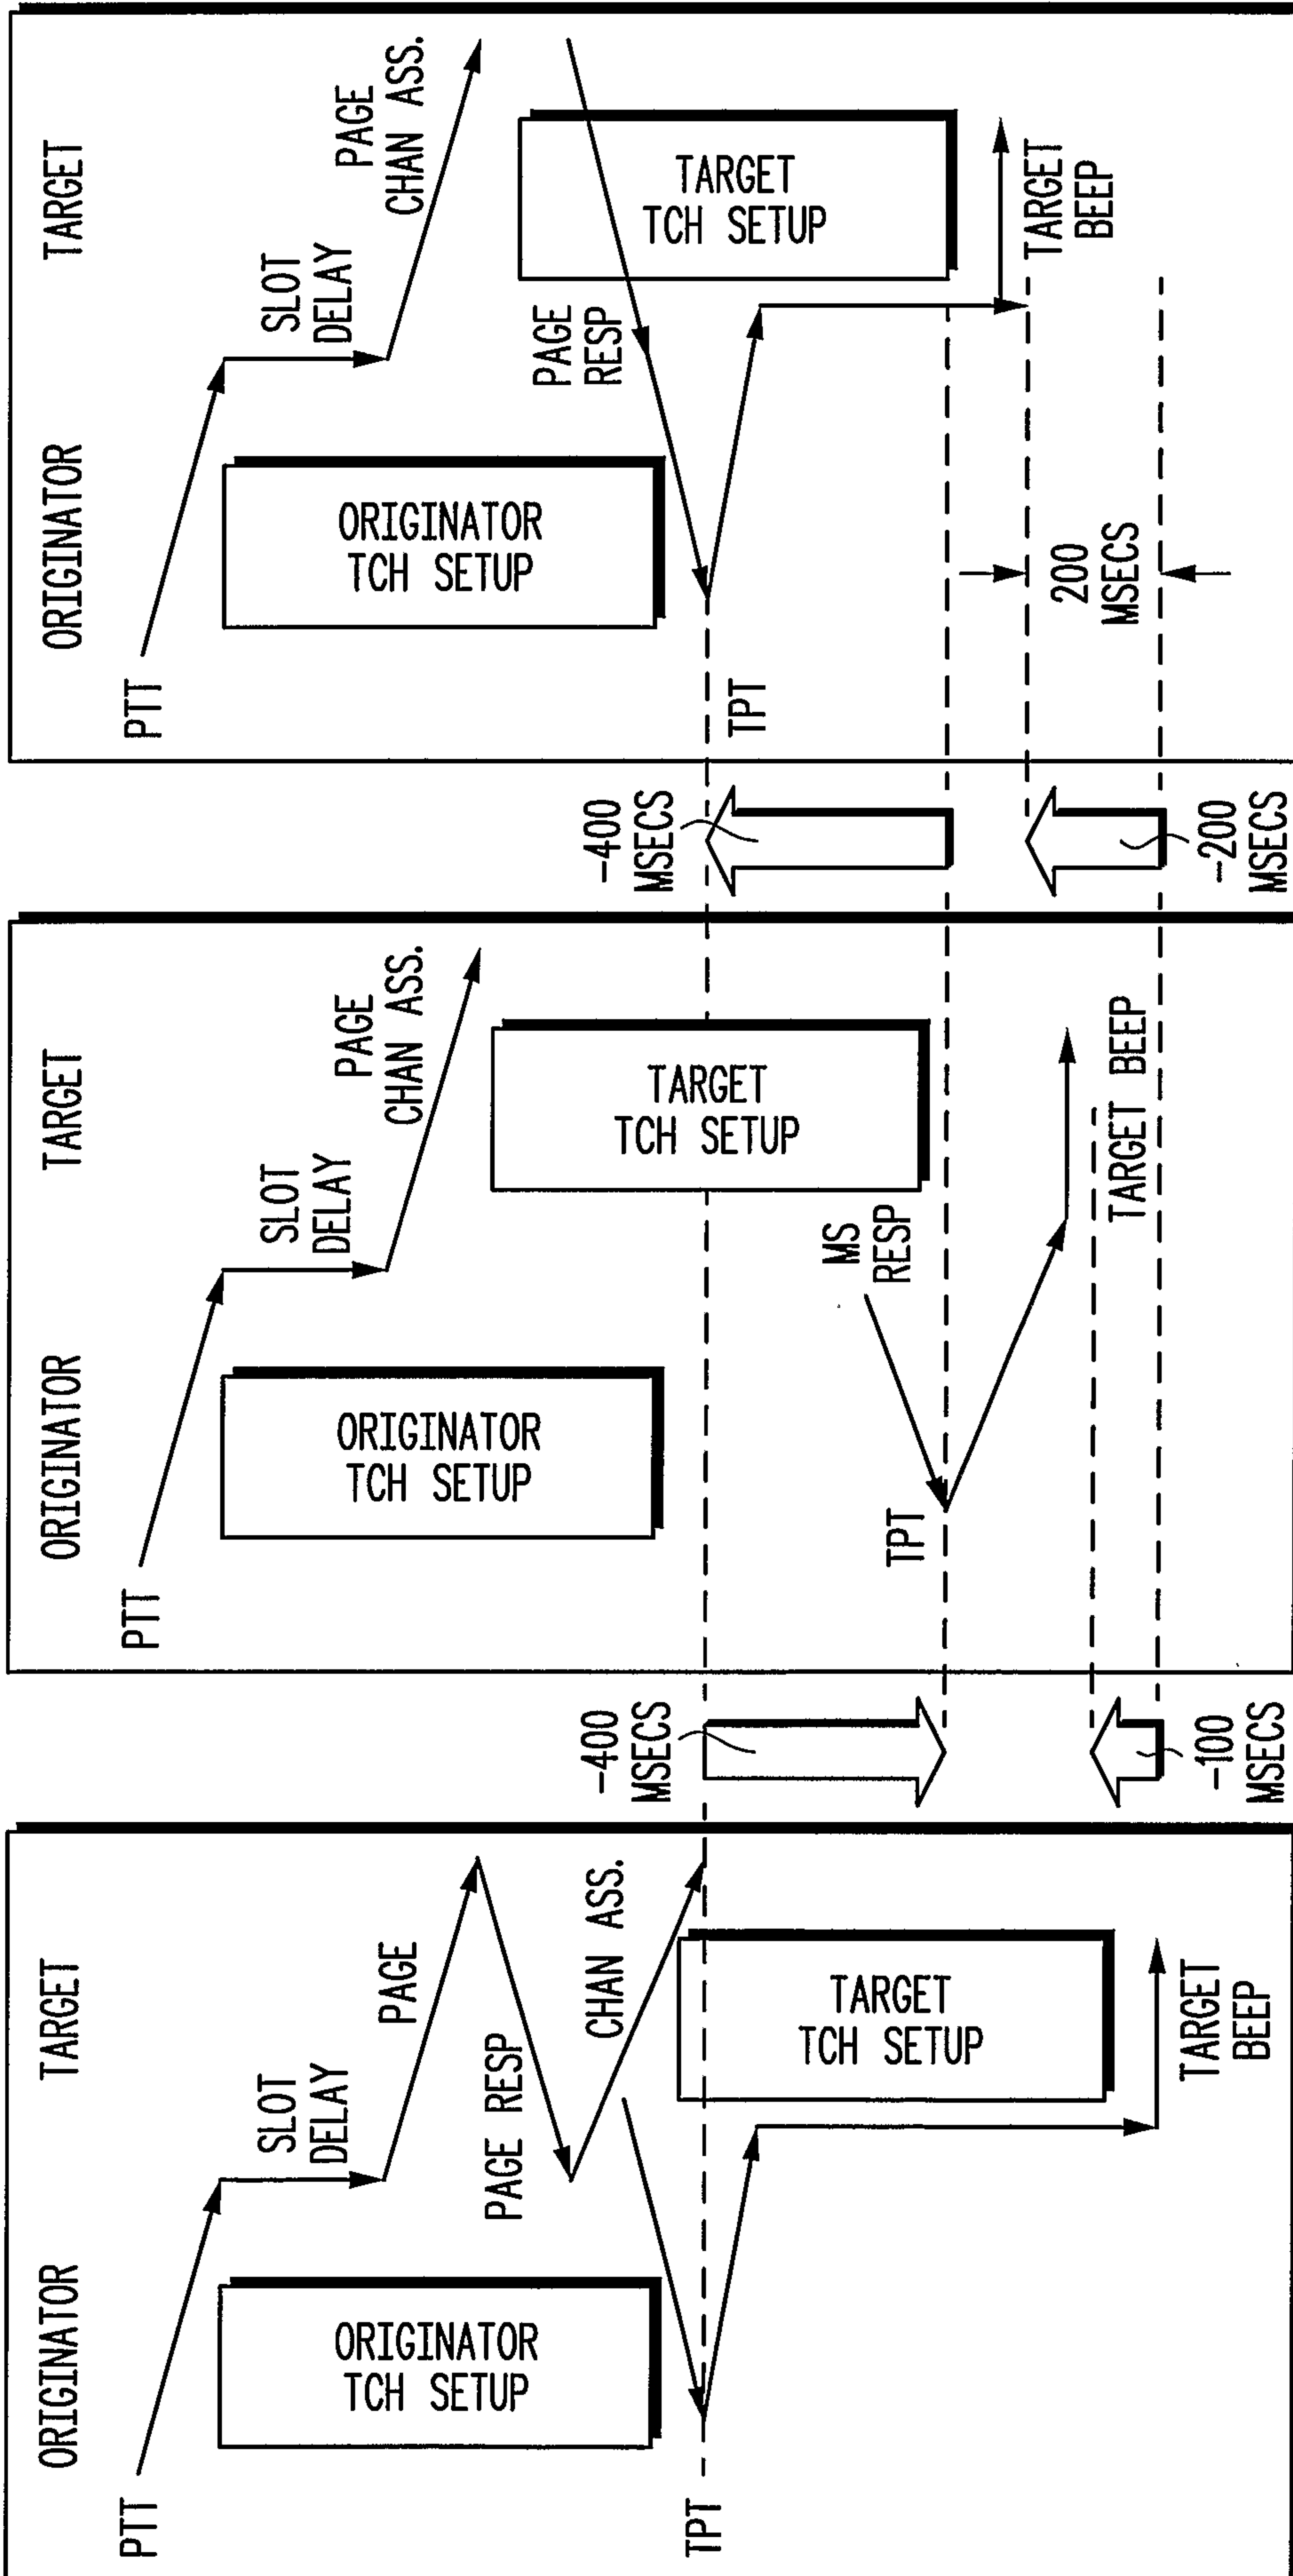 ORIGINATOR
TARGET
PTT
SLOT
DELAY
PAGE
ORIGINATOR
TCH SETUP
PAGE RESP
CHAN ASS.
TPT
TARGET
TCH SETUP
TARGET
BEEP
-400
MSECS
-100
MSECS
ORIGINATOR
TARGET
PTT
SLOT
DELAY
PAGE
CHAN ASS.
ORIGINATOR
TCH SETUP
TARGET
TCH SETUP
MS
RESP
TPT
TARGET BEEP
-400
MSECS
-200
MSECS
ORIGINATOR
TARGET
PTT
SLOT
DELAY
PAGE
CHAN ASS.
ORIGINATOR
TCH SETUP
PAGE
RESP
TARGET
TCH SETUP
TPT
TARGET
BEEP
200
MSECS